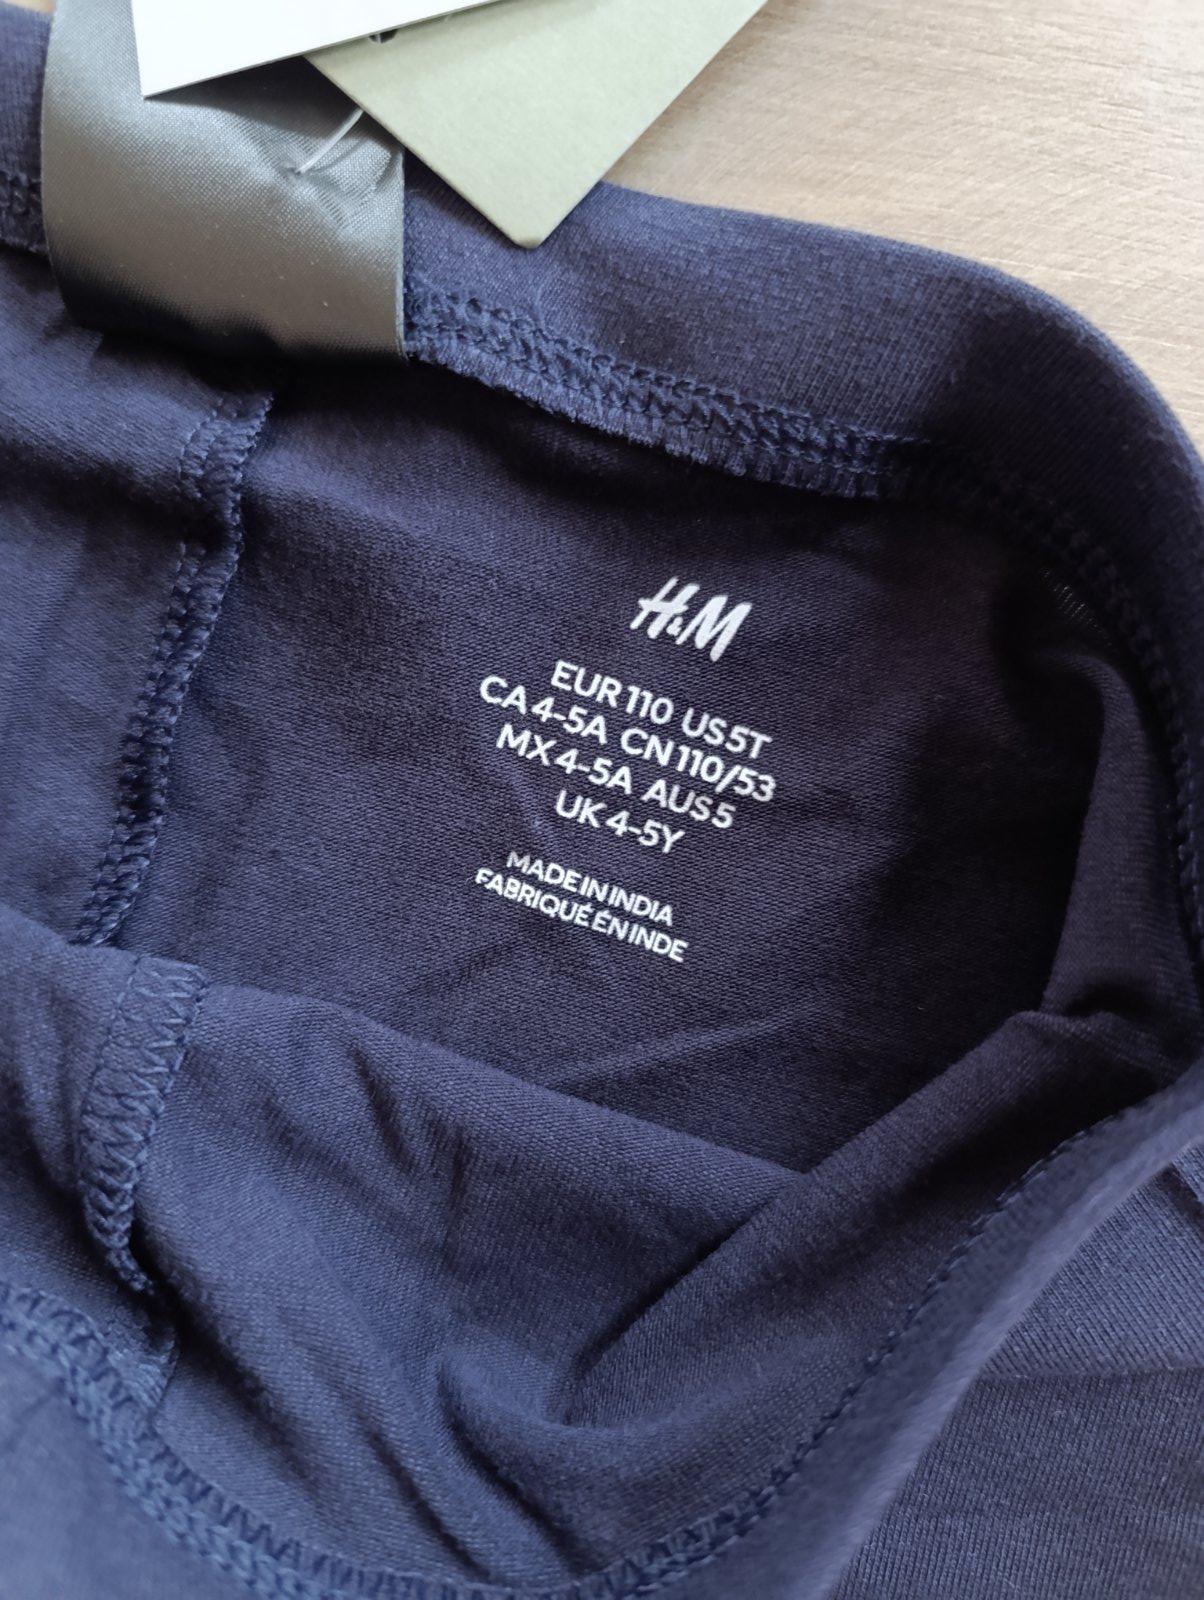 H&M
EUR 110 US 5T
CA 4-5A CN 110/53
MX 4-5A AUS 5
UK 4-5Y
MADE IN INDIA
FABRIQUÉ EN INDE